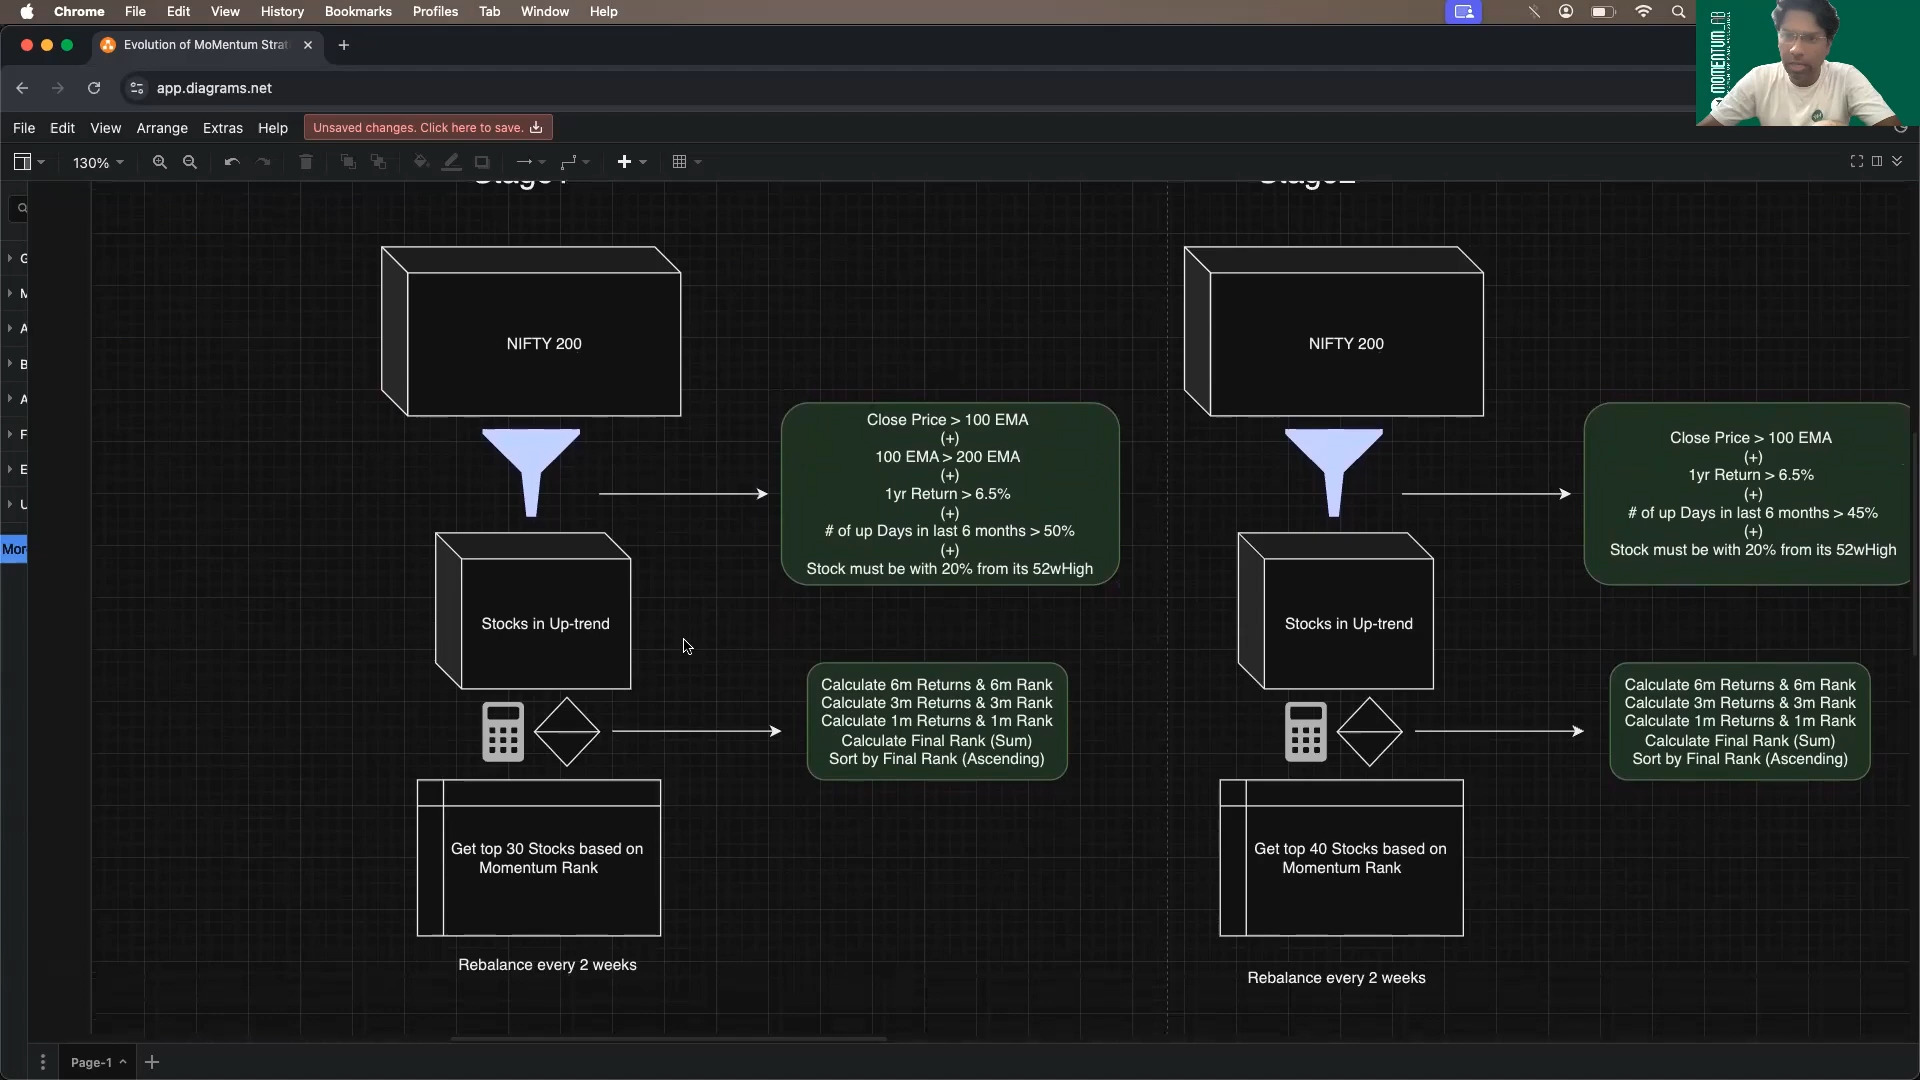 Chrome File Edit View History Bookmarks Profiles Tab Window Help
Evolution of MoMentum Strat
app.diagrams.net
MOMENTUM_LAB
File Edit View Arrange Extras Help Unsaved changes. Click here to save.
130%
Stage1 Stage2
G
M
A
B
A
F
E
U
Mor
NIFTY 200
Close Price > 100 EMA
(+)
100 EMA > 200 EMA
(+)
1yr Return > 6.5%
(+)
# of up Days in last 6 months > 50%
(+)
Stock must be with 20% from its 52wHigh
Stocks in Up-trend
Calculate 6m Returns & 6m Rank
Calculate 3m Returns & 3m Rank
Calculate 1m Returns & 1m Rank
Calculate Final Rank (Sum)
Sort by Final Rank (Ascending)
Get top 30 Stocks based on
Momentum Rank
Rebalance every 2 weeks
NIFTY 200
Close Price > 100 EMA
(+)
1yr Return > 6.5%
(+)
# of up Days in last 6 months > 45%
(+)
Stock must be with 20% from its 52wHigh
Stocks in Up-trend
Calculate 6m Returns & 6m Rank
Calculate 3m Returns & 3m Rank
Calculate 1m Returns & 1m Rank
Calculate Final Rank (Sum)
Sort by Final Rank (Ascending)
Get top 40 Stocks based on
Momentum Rank
Rebalance every 2 weeks
Page-1